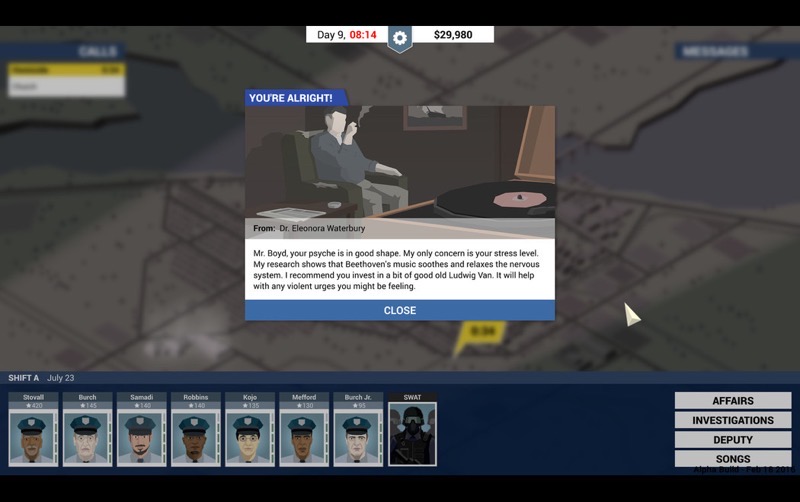 Day 9, 08:14
$29,980
CALLS
MESSAGES
YOU'RE ALRIGHT!
From: Dr. Eleonora Waterbury
Mr. Boyd, your psyche is in good shape. My only concern is your stress level.
My research shows that Beethoven's music soothes and relaxes the nervous
system. I recommend you invest in a bit of good old Ludwig Van. It will help
with any violent urges you might be feeling.
CLOSE
SHIFT A July 23
Stovall
★420
Burch
★145
Samadi
★140
Robbins
★140
Kojo
★135
Mefford
★130
Burch Jr.
★95
SWAT
AFFAIRS
INVESTIGATIONS
DEPUTY
SONGS